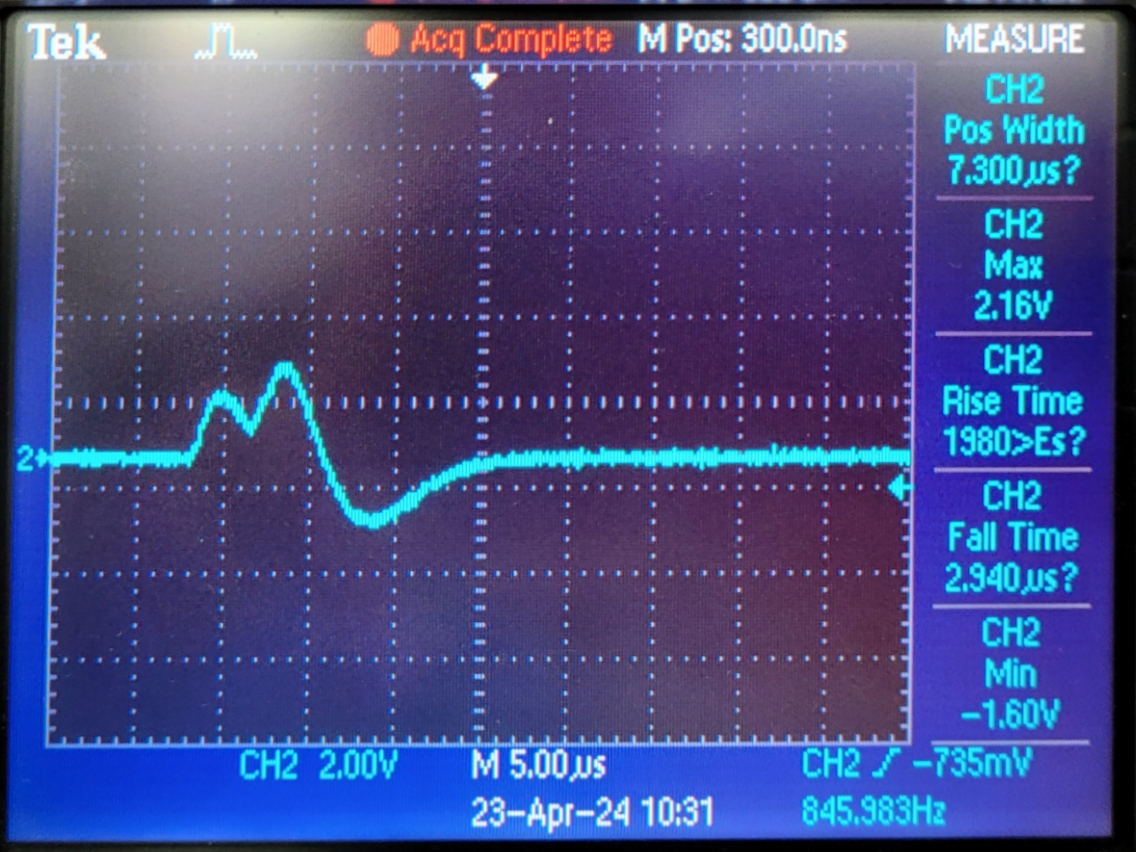 Tek
Acq Complete
M Pos: 300.0ns
MEASURE
CH2
Pos Width
7.300µs?
CH2
Max
2.16V
CH2
Rise Time
1980>Es?
CH2
Fall Time
2.940µs?
CH2
Min
-1.60V
2
CH2 2.00V
M 5.00µs
CH2 -735mV
23-Apr-24 10:31
845.983Hz